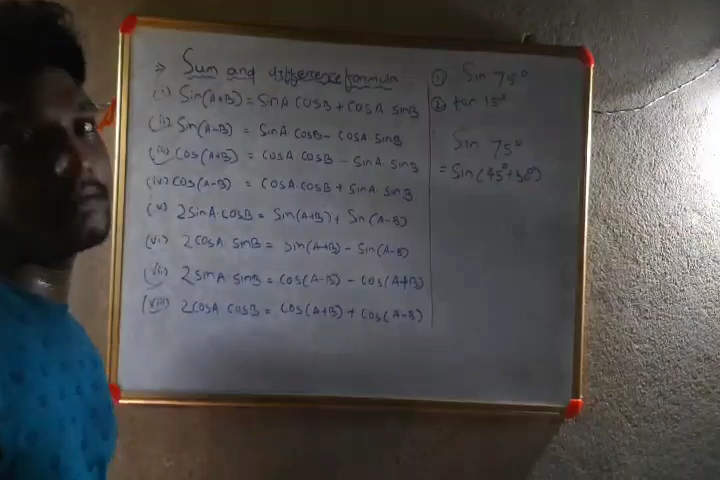 ⇒ Sum and difference formula
(i) Sin(A+B) = SinA CosB + CosA SinB
(ii) Sin(A-B) = SinA. CosB - CosA SinB
(iii) Cos(A+B) = CosA CosB - SinA. SinB
(iv) Cos(A-B) = CosA.CosB + SinA. SinB
(v) 2SinA.CosB = Sin(A+B) + Sin(A-B)
(vi) 2CosA. SinB = Sin(A+B) - Sin(A-B)
(vii) 2SinA. SinB = Cos(A-B) - Cos(A+B)
(viii) 2CosA CosB = Cos(A+B) + Cos(A-B)
① Sin 75°
② tan 15°
Sin 75°
= Sin(45°+30°)